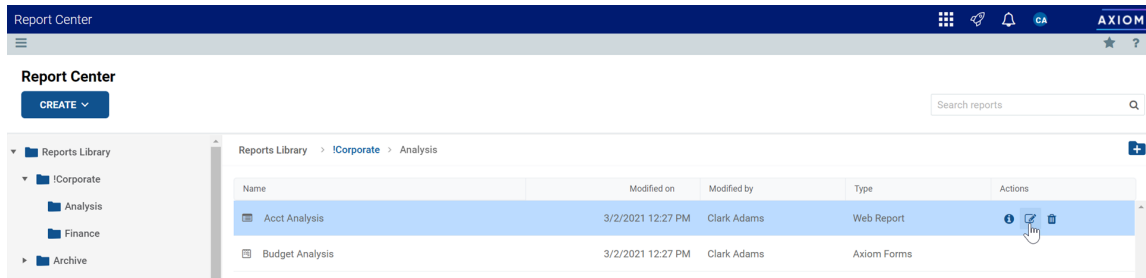 Report Center
CA
AXIOM
?
Report Center
CREATE
Search reports
Reports Library
!Corporate
Analysis
Finance
Archive
Reports Library > !Corporate > Analysis
Name Modified on Modified by Type Actions
Acct Analysis 3/2/2021 12:27 PM Clark Adams Web Report
Budget Analysis 3/2/2021 12:27 PM Clark Adams Axiom Forms